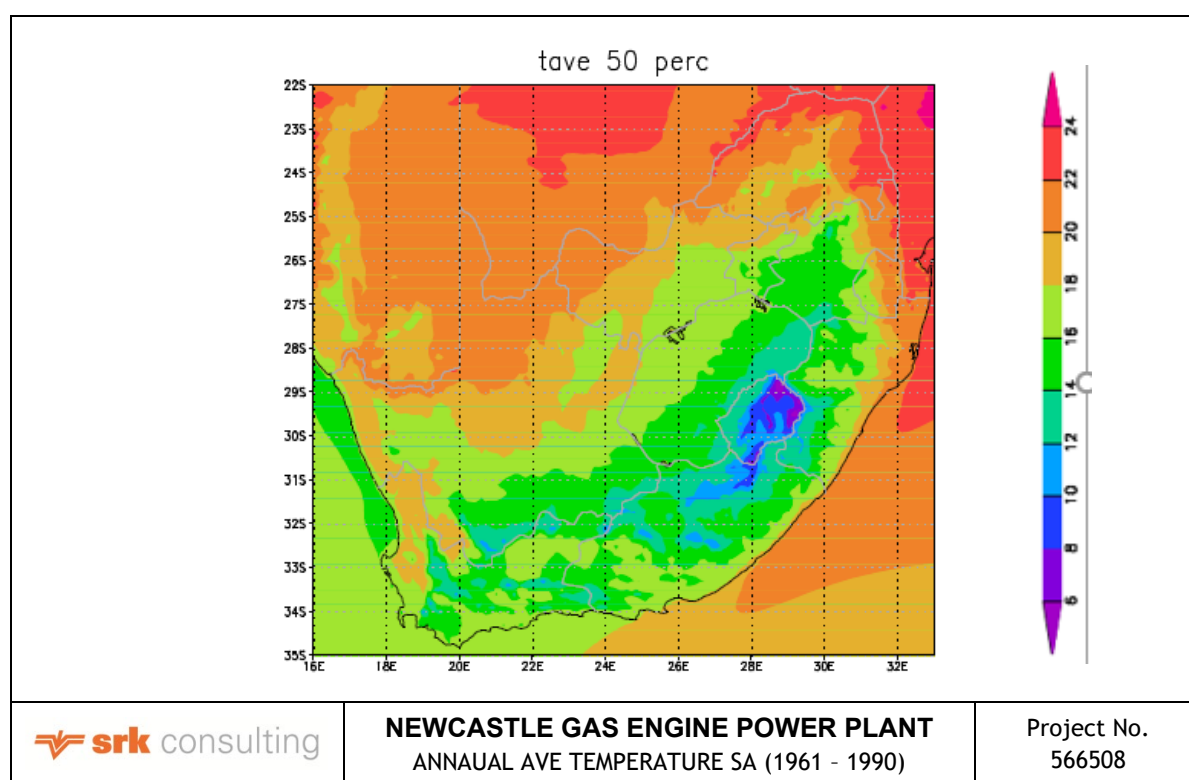 tave 50 perc
22S
23S
24S
25S
26S
27S
28S
29S
30S
31S
32S
33S
34S
35S
16E 18E 20E 22E 24E 26E 28E 30E 32E
24
22
20
18
16
14
12
10
8
6
srk consulting
NEWCASTLE GAS ENGINE POWER PLANT
ANNAUAL AVE TEMPERATURE SA (1961 – 1990)
Project No.
566508